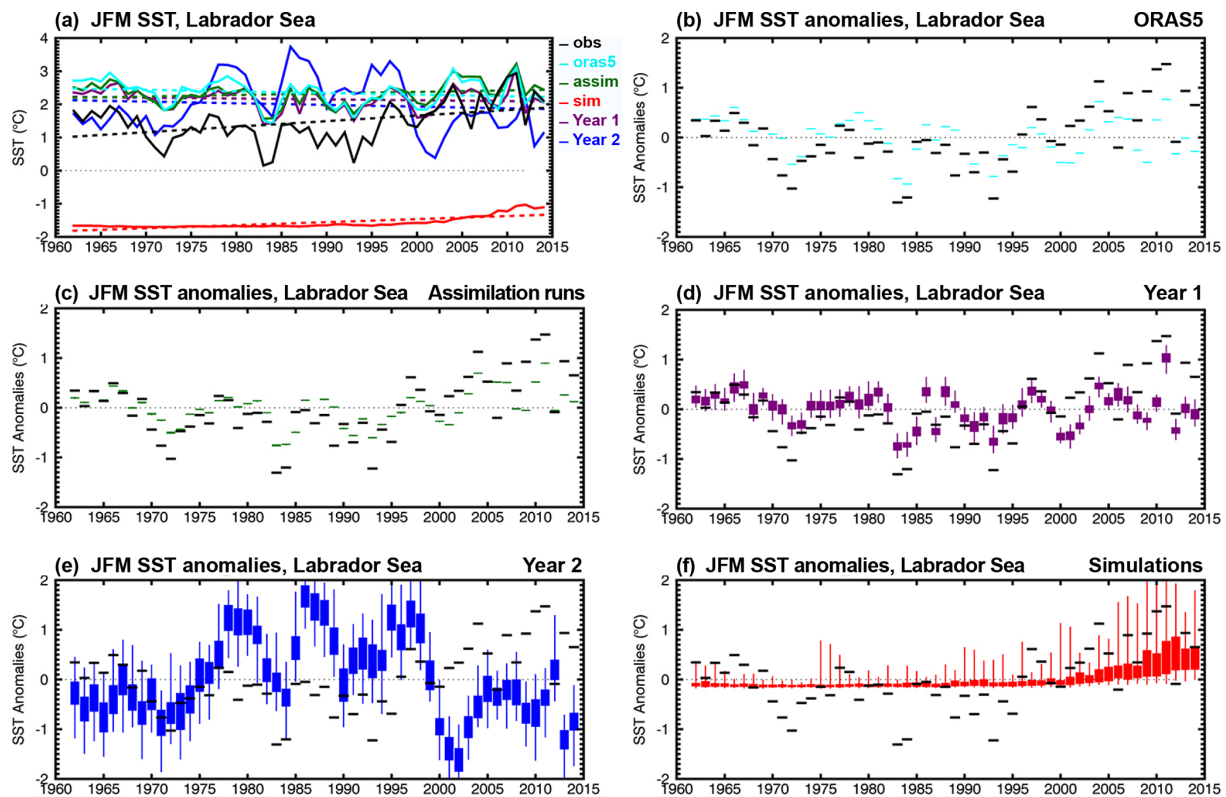 (a) JFM SST, Labrador Sea
(b) JFM SST anomalies, Labrador Sea ORAS5
4
3
2
1
0
-1
-2
SST (°C)
1960 1965 1970 1975 1980 1985 1990 1995 2000 2005 2010 2015
obs
oras5
assim
sim
Year 1
Year 2
2
1
0
-1
-2
SST Anomalies (°C)
1960 1965 1970 1975 1980 1985 1990 1995 2000 2005 2010 2015
(c) JFM SST anomalies, Labrador Sea Assimilation runs
2
1
0
-1
-2
SST Anomalies (°C)
1960 1965 1970 1975 1980 1985 1990 1995 2000 2005 2010 2015
(d) JFM SST anomalies, Labrador Sea Year 1
2
1
0
-1
-2
SST Anomalies (°C)
1960 1965 1970 1975 1980 1985 1990 1995 2000 2005 2010 2015
(e) JFM SST anomalies, Labrador Sea Year 2
2
1
0
-1
-2
SST Anomalies (°C)
1960 1965 1970 1975 1980 1985 1990 1995 2000 2005 2010 2015
(f) JFM SST anomalies, Labrador Sea Simulations
2
1
0
-1
-2
SST Anomalies (°C)
1960 1965 1970 1975 1980 1985 1990 1995 2000 2005 2010 2015